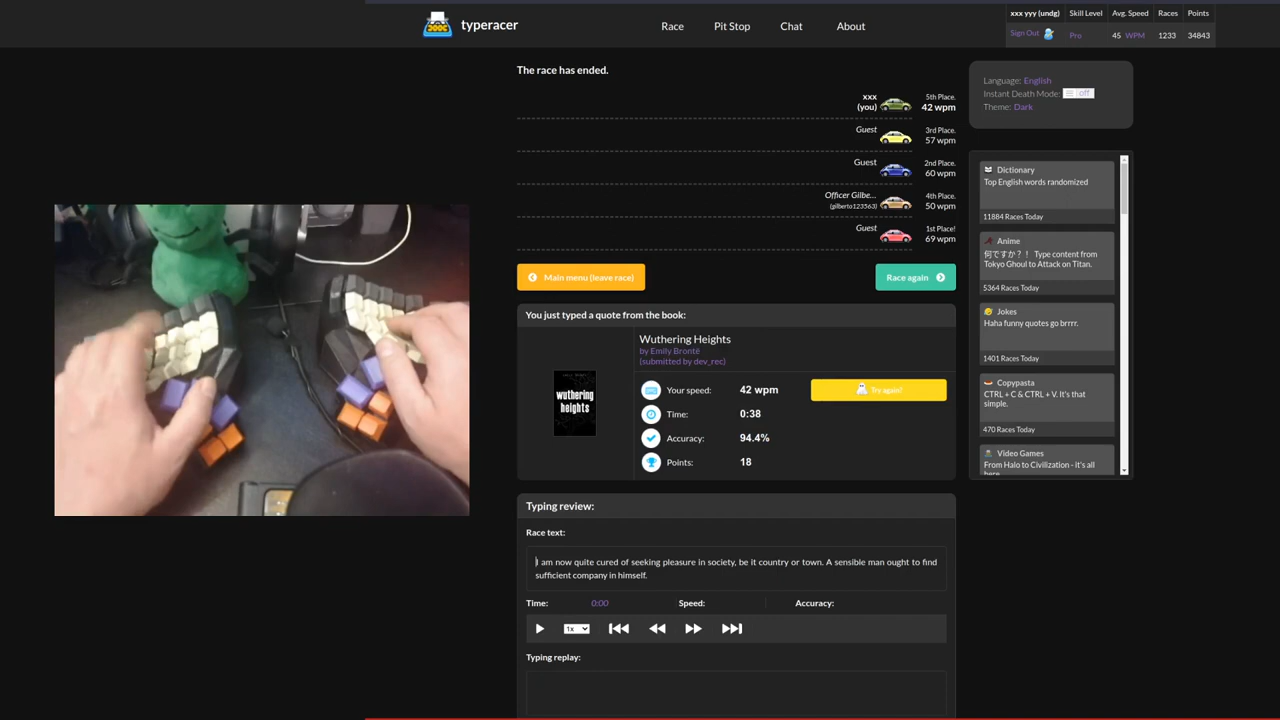 typeracer
Race
Pit Stop
Chat
About
xxx yyy (undg)
Skill Level
Avg. Speed
Races
Points
Sign Out
Pro
45 WPM
1233
34843
The race has ended.
xxx
(you)
5th Place.
42 wpm
Guest
3rd Place.
57 wpm
Guest
2nd Place.
60 wpm
Officer Gilbe...
(gilberto123563)
4th Place.
50 wpm
Guest
1st Place!
69 wpm
Main menu (leave race)
Race again
You just typed a quote from the book:
wuthering
heights
Wuthering Heights
by Emily Brontë
(submitted by dev_rec)
Your speed: 42 wpm
Try again?
Time: 0:38
Accuracy: 94.4%
Points: 18
Typing review:
Race text:
I am now quite cured of seeking pleasure in society, be it country or town. A sensible man ought to find
sufficient company in himself.
Time: 0:00 Speed: Accuracy:
1x
Typing replay:
Language: English
Instant Death Mode: off
Theme: Dark
Dictionary
Top English words randomized
11884 Races Today
Anime
何ですか？！ Type content from
Tokyo Ghoul to Attack on Titan.
5364 Races Today
Jokes
Haha funny quotes go brrrr.
1401 Races Today
Copypasta
CTRL + C & CTRL + V. It's that
simple.
470 Races Today
Video Games
From Halo to Civilization - it's all
here